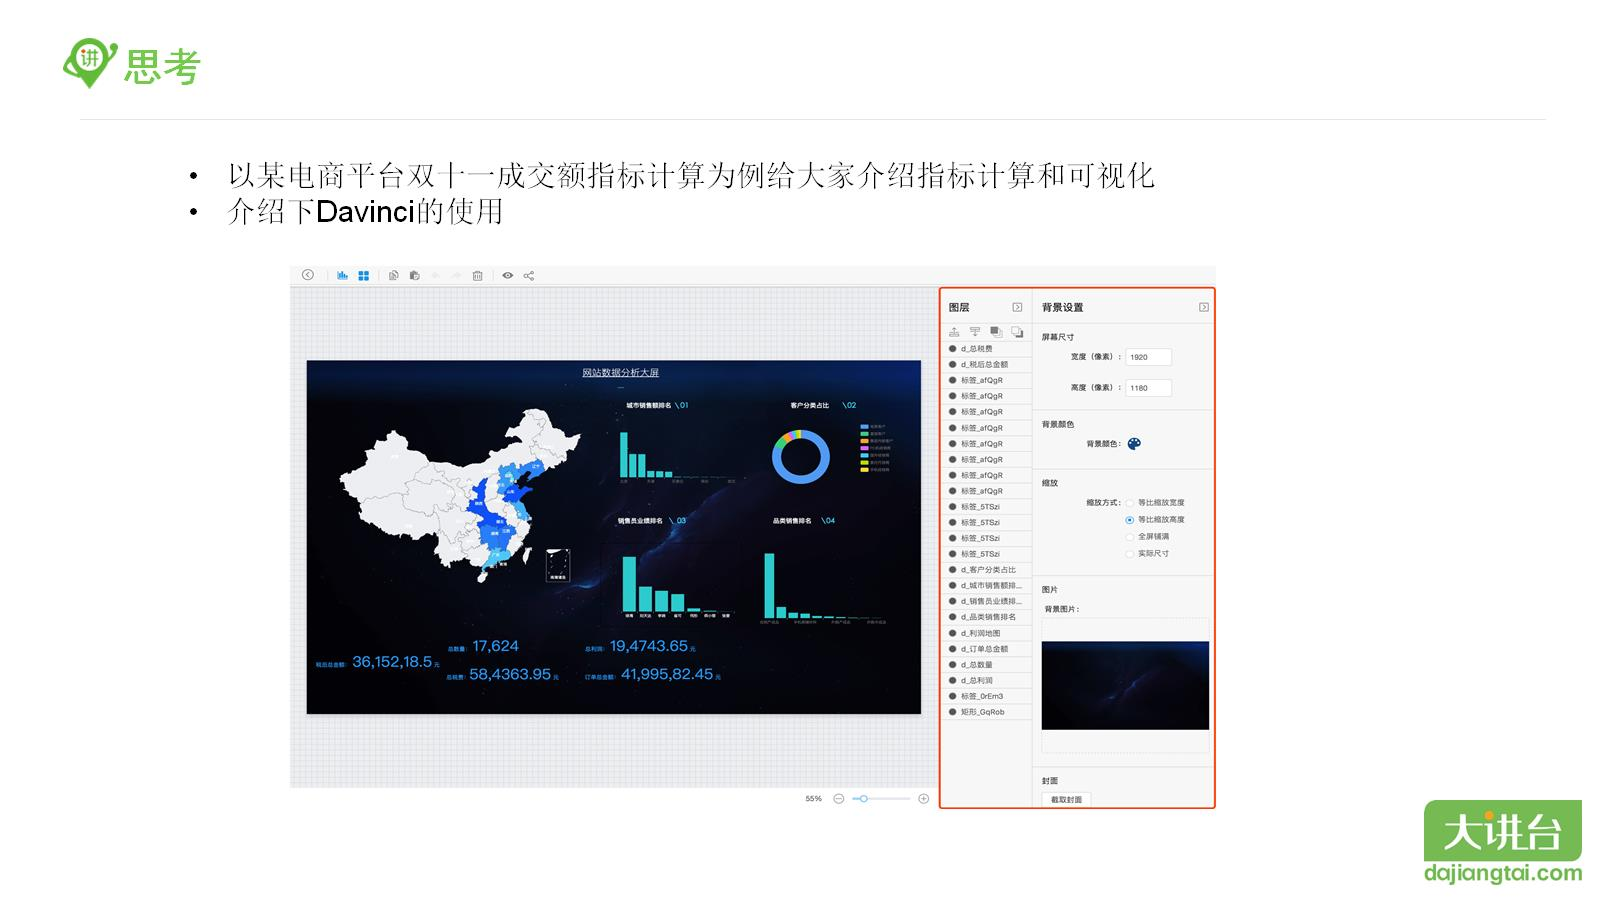 讲
思考
• 以某电商平台双十一成交额指标计算为例给大家介绍指标计算和可视化
• 介绍下Davinci的使用
网站数据分析大屏
城市销售额排名 \01
客户分类占比 \02
销售员业绩排名 \03
品类销售排名 \04
总数量: 17,624
总利润: 19,4743.65 元
税后总金额: 36,152,18.5 元
总税费: 58,4363.95 元
订单总金额: 41,995,82.45 元
55%
图层
d_总税费
d_税后总金额
标签_afQgR
标签_afQgR
标签_afQgR
标签_afQgR
标签_afQgR
标签_afQgR
标签_afQgR
标签_afQgR
标签_5TSzi
标签_5TSzi
标签_5TSzi
标签_5TSzi
d_客户分类占比
d_城市销售额排...
d_销售员业绩排...
d_品类销售排名
d_利润地图
d_订单总金额
d_总数量
d_总利润
标签_0rEm3
矩形_GqRob
背景设置
屏幕尺寸
宽度（像素）: 1920
高度（像素）: 1180
背景颜色
背景颜色:
缩放
缩放方式: 等比缩放宽度
等比缩放高度
全屏铺满
实际尺寸
图片
背景图片:
封面
截取封面
大讲台
dajiangtai.com